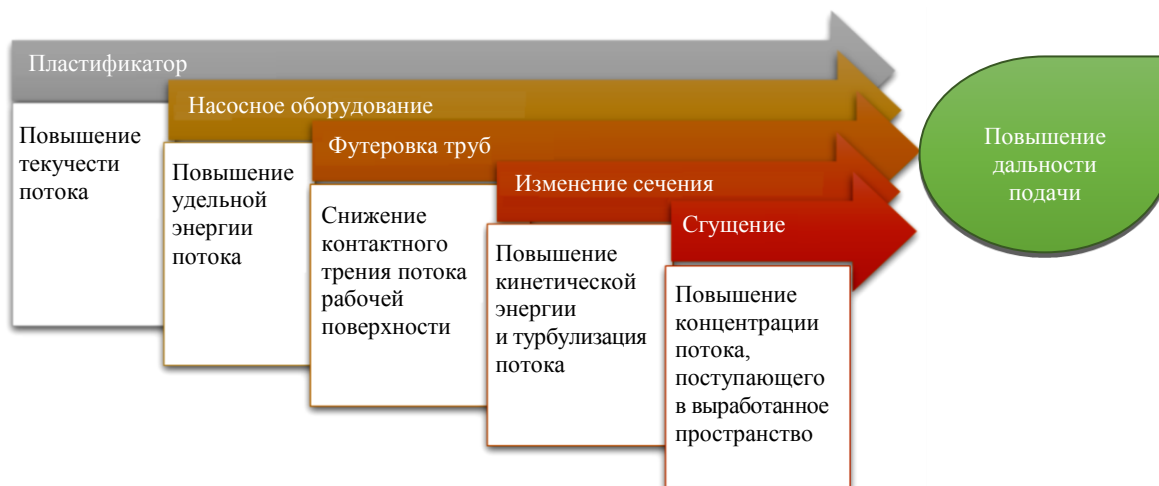 Пластификатор
Повышение
текучести
потока
Насосное оборудование
Повышение
удельной
энергии
потока
Футеровка труб
Снижение
контактного
трения потока
рабочей
поверхности
Изменение сечения
Повышение
кинетической
энергии
и турбулизация
потока
Сгущение
Повышение
концентрации
потока,
поступающего
в выработанное
пространство
Повышение
дальности
подачи